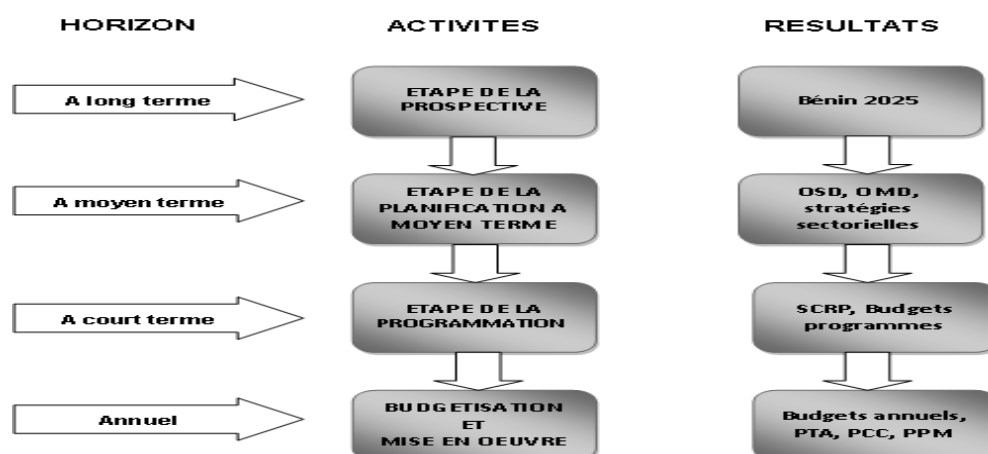 HORIZON ACTIVITES RESULTATS
A long terme
ETAPE DE LA
PROSPECTIVE
Bénin 2025
A moyen terme
ETAPE DE LA
PLANIFICATION A
MOYEN TERME
OSD, OMD,
stratégies
sectorielles
A court terme
ETAPE DE LA
PROGRAMMATION
SCRP, Budgets
programmes
Annuel
BUDGETISATION
ET
MISE EN OEUVRE
Budgets annuels,
PTA, PCC, PPM